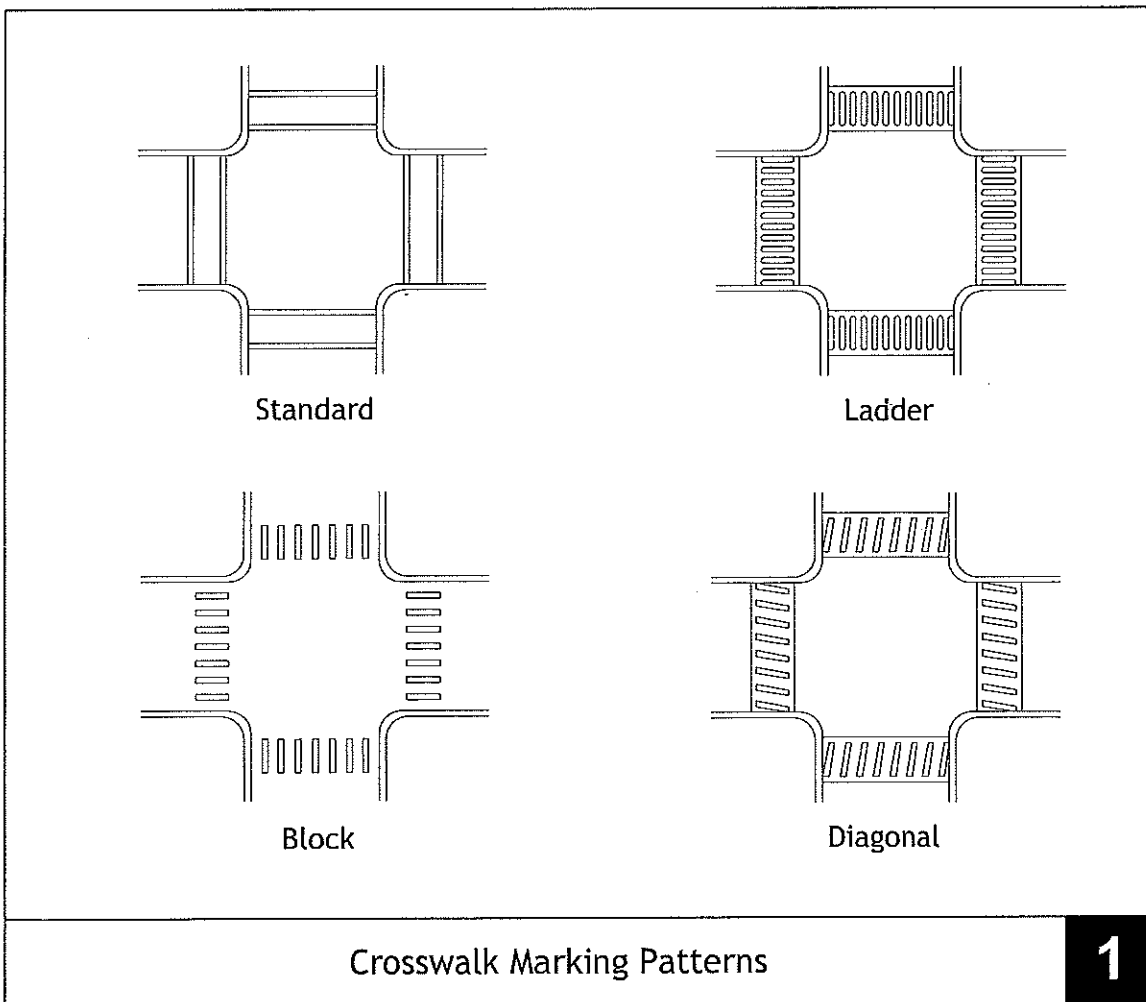 Standard
Ladder
Block
Diagonal
Crosswalk Marking Patterns
1